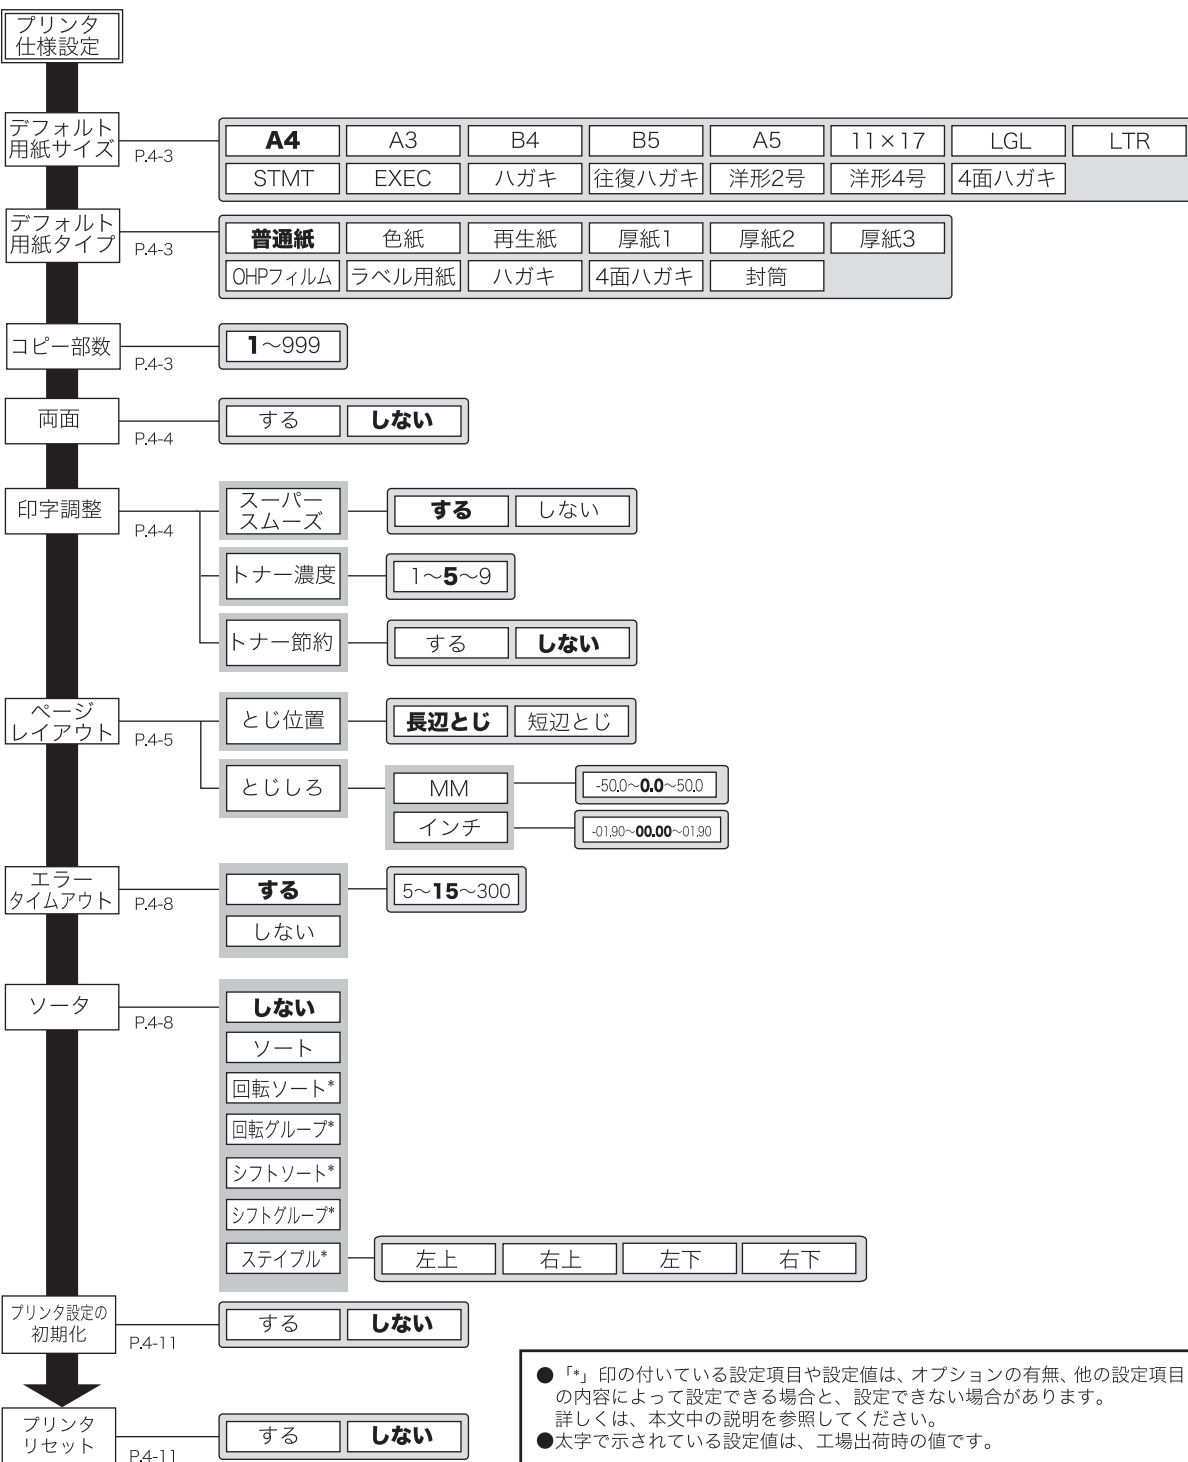 プリンタ
仕様設定
デフォルト
用紙サイズ
P.4-3
A4 A3 B4 B5 A5 11×17 LGL LTR
STMT EXEC ハガキ 往復ハガキ 洋形2号 洋形4号 4面ハガキ
デフォルト
用紙タイプ
P.4-3
普通紙 色紙 再生紙 厚紙1 厚紙2 厚紙3
OHPフィルム ラベル用紙 ハガキ 4面ハガキ 封筒
コピー部数
P.4-3
1～999
両面
P.4-4
する しない
印字調整
P.4-4
スーパー
スムーズ
する しない
トナー濃度
1～5～9
トナー節約
する しない
ページ
レイアウト
P.4-5
とじ位置
長辺とじ 短辺とじ
とじしろ
MM
-50.0～0.0～50.0
インチ
-01.90～00.00～01.90
エラー
タイムアウト
P.4-8
する
5～15～300
しない
ソータ
P.4-8
しない
ソート
回転ソート*
回転グループ*
シフトソート*
シフトグループ*
ステイプル*
左上 右上 左下 右下
プリンタ設定の
初期化
P.4-11
する しない
プリンタ
リセット
P.4-11
する しない
●「*」印の付いている設定項目や設定値は、オプションの有無、他の設定項目
の内容によって設定できる場合と、設定できない場合があります。
詳しくは、本文中の説明を参照してください。
●太字で示されている設定値は、工場出荷時の値です。